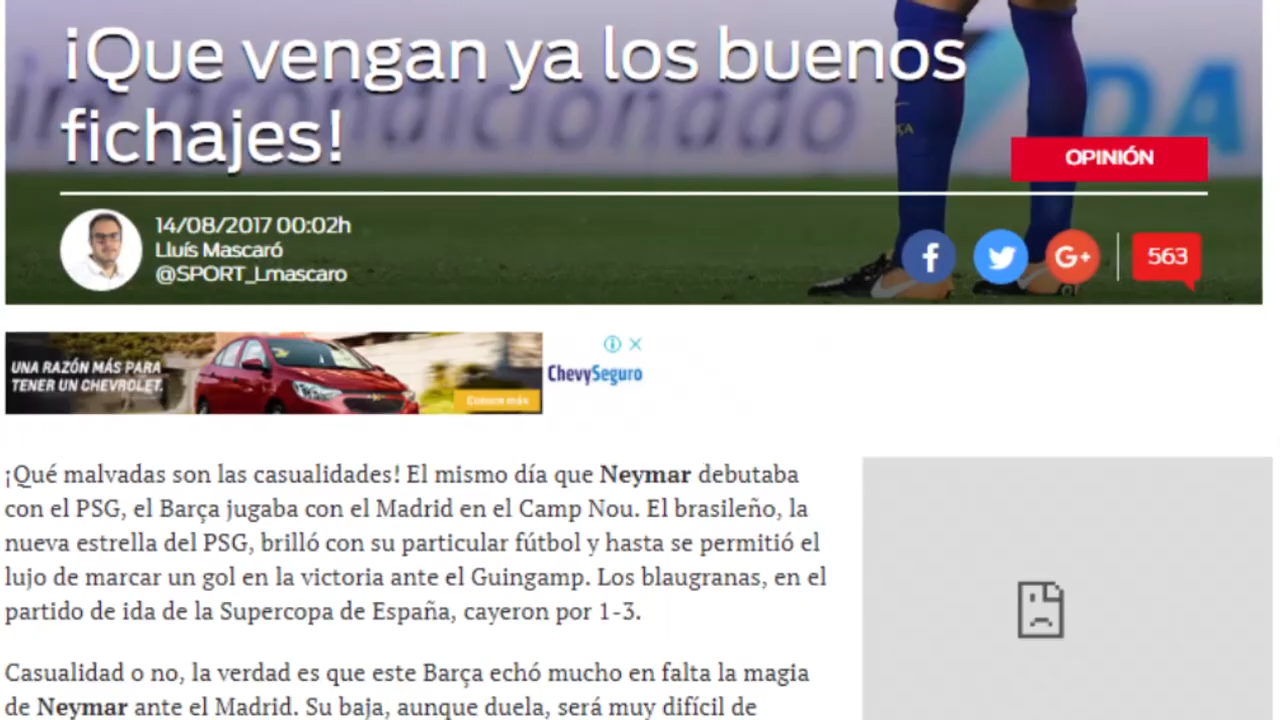 ¡Que vengan ya los buenos
fichajes!
OPINIÓN
14/08/2017 00:02h
Lluís Mascaró
@SPORT_Lmascaro
563
UNA RAZÓN MÁS PARA
TENER UN CHEVROLET.
Conoce más
ChevySeguro
¡Qué malvadas son las casualidades! El mismo día que Neymar debutaba
con el PSG, el Barça jugaba con el Madrid en el Camp Nou. El brasileño, la
nueva estrella del PSG, brilló con su particular fútbol y hasta se permitió el
lujo de marcar un gol en la victoria ante el Guingamp. Los blaugranas, en el
partido de ida de la Supercopa de España, cayeron por 1-3.
Casualidad o no, la verdad es que este Barça echó mucho en falta la magia
de Neymar ante el Madrid. Su baja, aunque duela, será muy difícil de